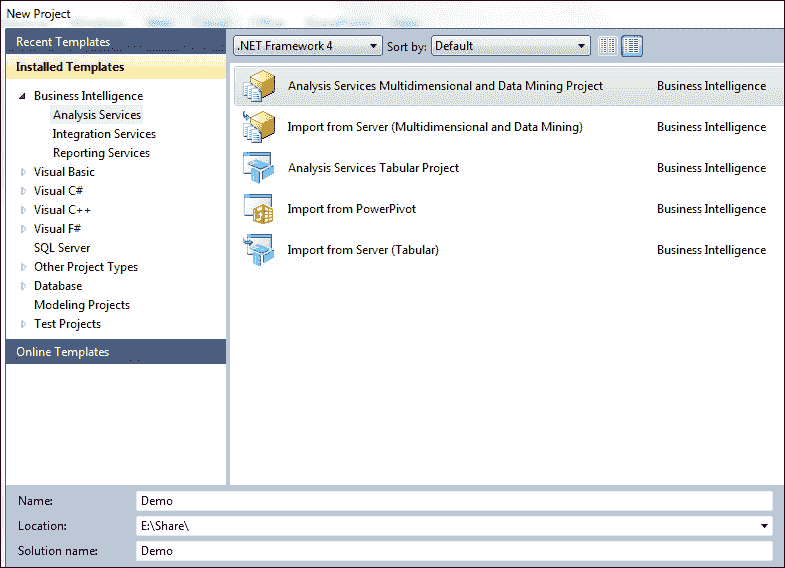 New Project
Recent Templates
Installed Templates
Business Intelligence
Analysis Services
Integration Services
Reporting Services
Visual Basic
Visual C#
Visual C++
Visual F#
SQL Server
Other Project Types
Database
Modeling Projects
Test Projects
Online Templates
.NET Framework 4 Sort by: Default
Analysis Services Multidimensional and Data Mining Project Business Intelligence
Import from Server (Multidimensional and Data Mining) Business Intelligence
Analysis Services Tabular Project Business Intelligence
Import from PowerPivot Business Intelligence
Import from Server (Tabular) Business Intelligence
Name: Demo
Location: E:\Share\
Solution name: Demo